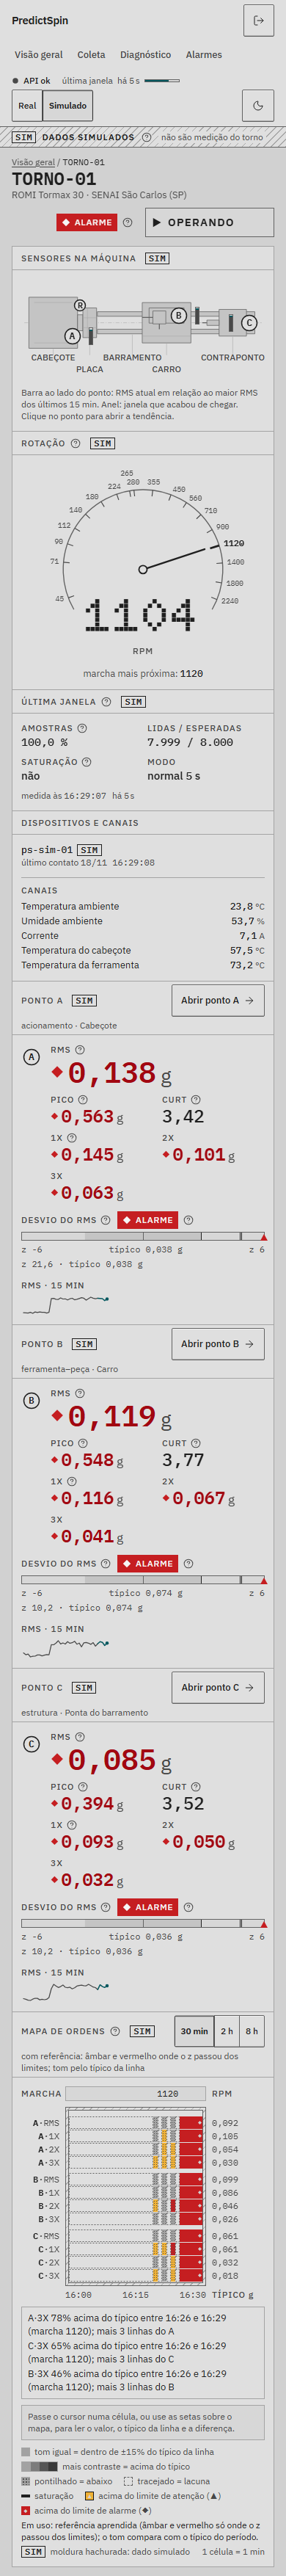 PredictSpin
Visão geral Coleta Diagnóstico Alarmes
API ok última janela há 5 s
Real Simulado
SIM DADOS SIMULADOS não são medição do torno
Visão geral / TORNO-01
TORNO-01
ROMI Tormax 30 · SENAI São Carlos (SP)
ALARME OPERANDO
SENSORES NA MÁQUINA SIM
R
A B C
CABEÇOTE BARRAMENTO CONTRAPONTO
PLACA CARRO
Barra ao lado do ponto: RMS atual em relação ao maior RMS
dos últimos 15 min. Anel: janela que acabou de chegar.
Clique no ponto para abrir a tendência.
ROTAÇÃO SIM
45 71 90 112 140 180 224 265 280 355 450 560 710 900 1120 1400 1800 2240
1104
RPM
marcha mais próxima: 1120
ÚLTIMA JANELA SIM
AMOSTRAS LIDAS / ESPERADAS
100,0 % 7.999 / 8.000
SATURAÇÃO MODO
não normal 5 s
medida às 16:29:07 há 5 s
DISPOSITIVOS E CANAIS
ps-sim-01 SIM
último contato 18/11 16:29:08
CANAIS
Temperatura ambiente 23,8 °C
Umidade ambiente 53,7 %
Corrente 7,1 A
Temperatura do cabeçote 57,5 °C
Temperatura da ferramenta 73,2 °C
PONTO A SIM Abrir ponto A →
acionamento · Cabeçote
A RMS
0,138 g
PICO CURT
0,563 g 3,42
1X 2X
0,145 g 0,101 g
3X
0,063 g
DESVIO DO RMS ALARME
z -6 típico 0,038 g z 6
z 21,6 · típico 0,038 g
RMS · 15 MIN
PONTO B SIM Abrir ponto B →
ferramenta–peça · Carro
B RMS
0,119 g
PICO CURT
0,548 g 3,77
1X 2X
0,116 g 0,067 g
3X
0,041 g
DESVIO DO RMS ALARME
z -6 típico 0,074 g z 6
z 10,2 · típico 0,074 g
RMS · 15 MIN
PONTO C SIM Abrir ponto C →
estrutura · Ponta do barramento
C RMS
0,085 g
PICO CURT
0,394 g 3,52
1X 2X
0,093 g 0,050 g
3X
0,032 g
DESVIO DO RMS ALARME
z -6 típico 0,036 g z 6
z 10,2 · típico 0,036 g
RMS · 15 MIN
MAPA DE ORDENS SIM 30 min 2 h 8 h
com referência: âmbar e vermelho onde o z passou dos
limites; tom pelo típico da linha
MARCHA 1120 RPM
A·RMS 0,092
A·1X 0,105
A·2X 0,054
A·3X 0,030
B·RMS 0,099
B·1X 0,086
B·2X 0,046
B·3X 0,026
C·RMS 0,061
C·1X 0,061
C·2X 0,032
C·3X 0,018
16:00 16:15 16:30 TÍPICO g
A·3X 78% acima do típico entre 16:26 e 16:29
(marcha 1120); mais 3 linhas do A
C·3X 65% acima do típico entre 16:26 e 16:29
(marcha 1120); mais 3 linhas do C
B·3X 46% acima do típico entre 16:26 e 16:29
(marcha 1120); mais 3 linhas do B
Passe o cursor numa célula, ou use as setas sobre o
mapa, para ler o valor, o típico da linha e a diferença.
tom igual = dentro de ±15% do típico da linha
mais contraste = acima do típico
pontilhado = abaixo tracejado = lacuna
saturação acima do limite de atenção (▲)
acima do limite de alarme (◆)
Em uso: referência aprendida (âmbar e vermelho só onde o z
passou dos limites); o tom compara com o típico do período.
SIM moldura hachurada: dado simulado 1 célula = 1 min